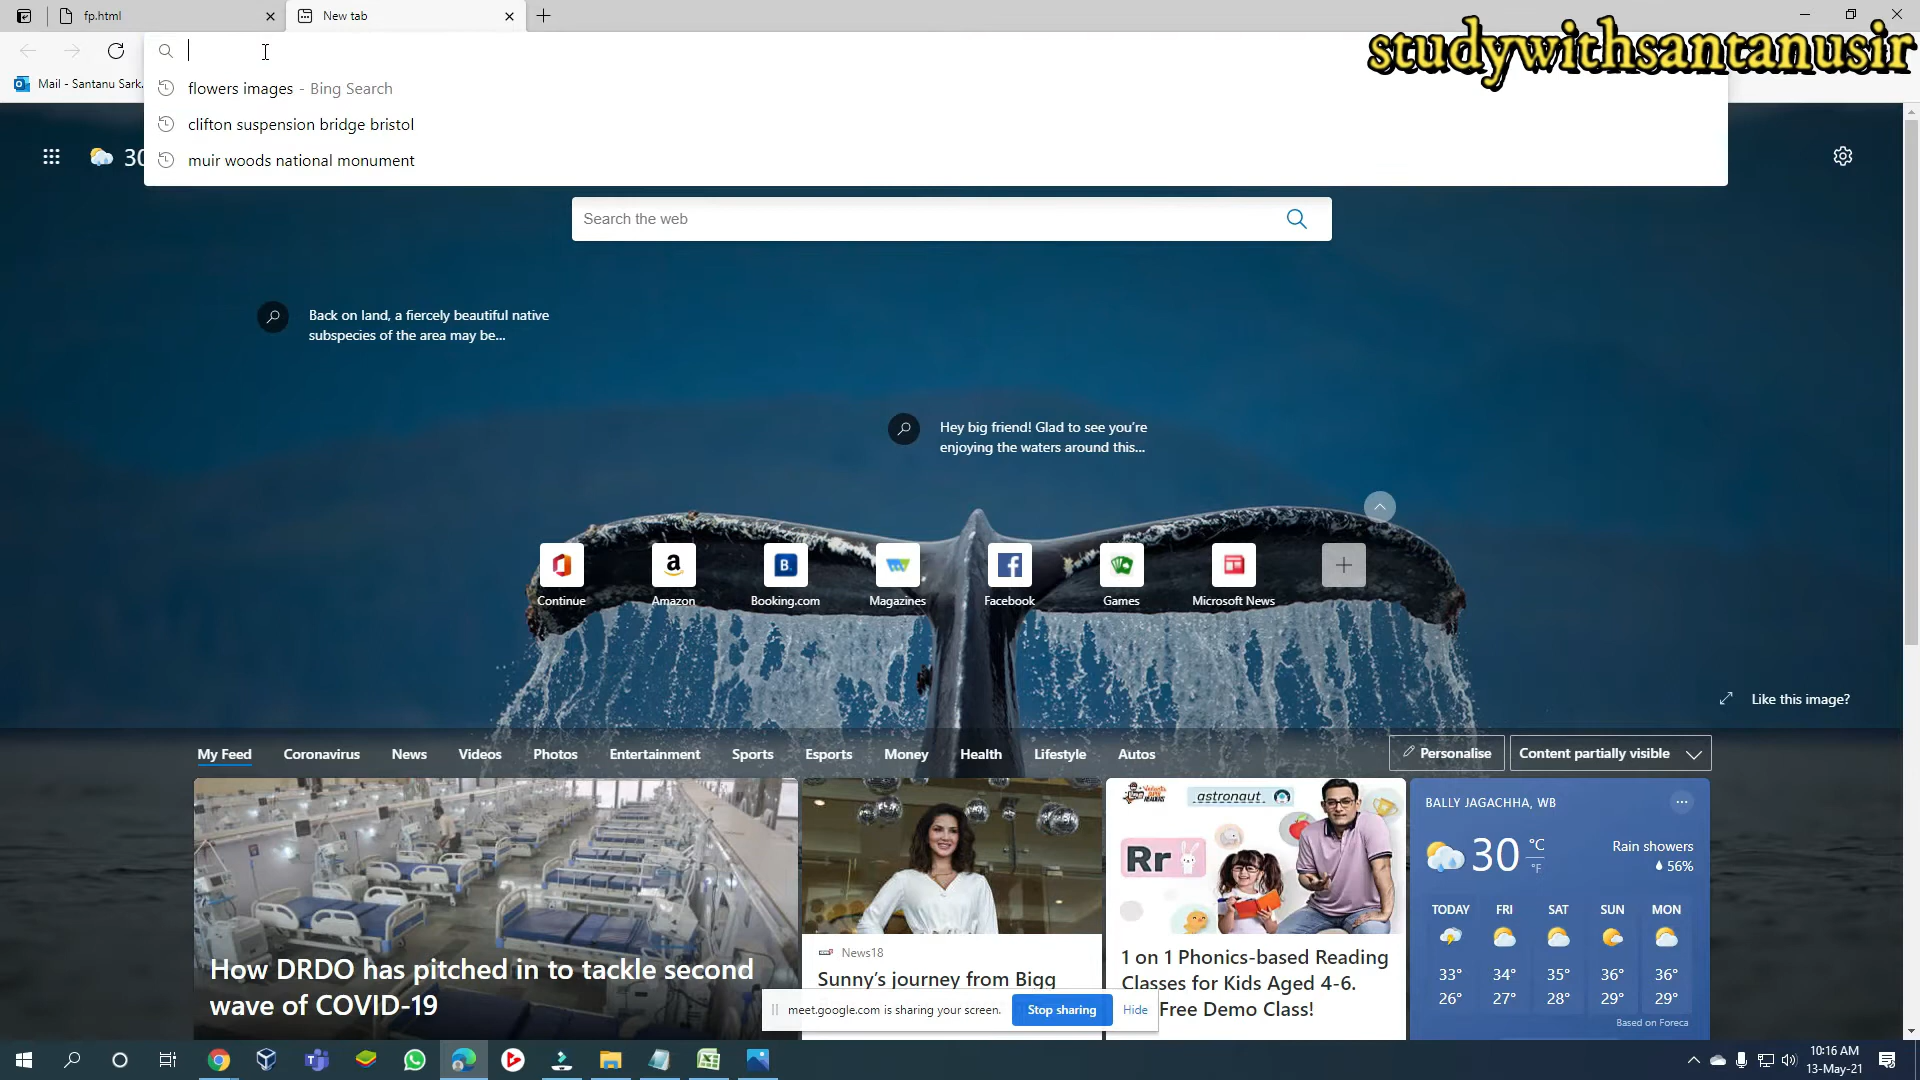 fp.html
New tab
studywithsantanusir
Mail - Santanu Sark
flowers images - Bing Search
clifton suspension bridge bristol
muir woods national monument
30
Search the web
Back on land, a fiercely beautiful native
subspecies of the area may be...
Hey big friend! Glad to see you're
enjoying the waters around this...
Continue
Amazon
Booking.com
Magazines
Facebook
Games
Microsoft News
Like this image?
My Feed
Coronavirus
News
Videos
Photos
Entertainment
Sports
Esports
Money
Health
Lifestyle
Autos
Personalise
Content partially visible
How DRDO has pitched in to tackle second
wave of COVID-19
News18
Sunny's journey from Bigg
astronaut
Rr
1 on 1 Phonics-based Reading
Classes for Kids Aged 4-6.
Free Demo Class!
BALLY JAGACHHA, WB
30 °C
°F
Rain showers
56%
TODAY FRI SAT SUN MON
33° 34° 35° 36° 36°
26° 27° 28° 29° 29°
Based on Foreca
meet.google.com is sharing your screen.
Stop sharing
Hide
10:16 AM
13-May-21